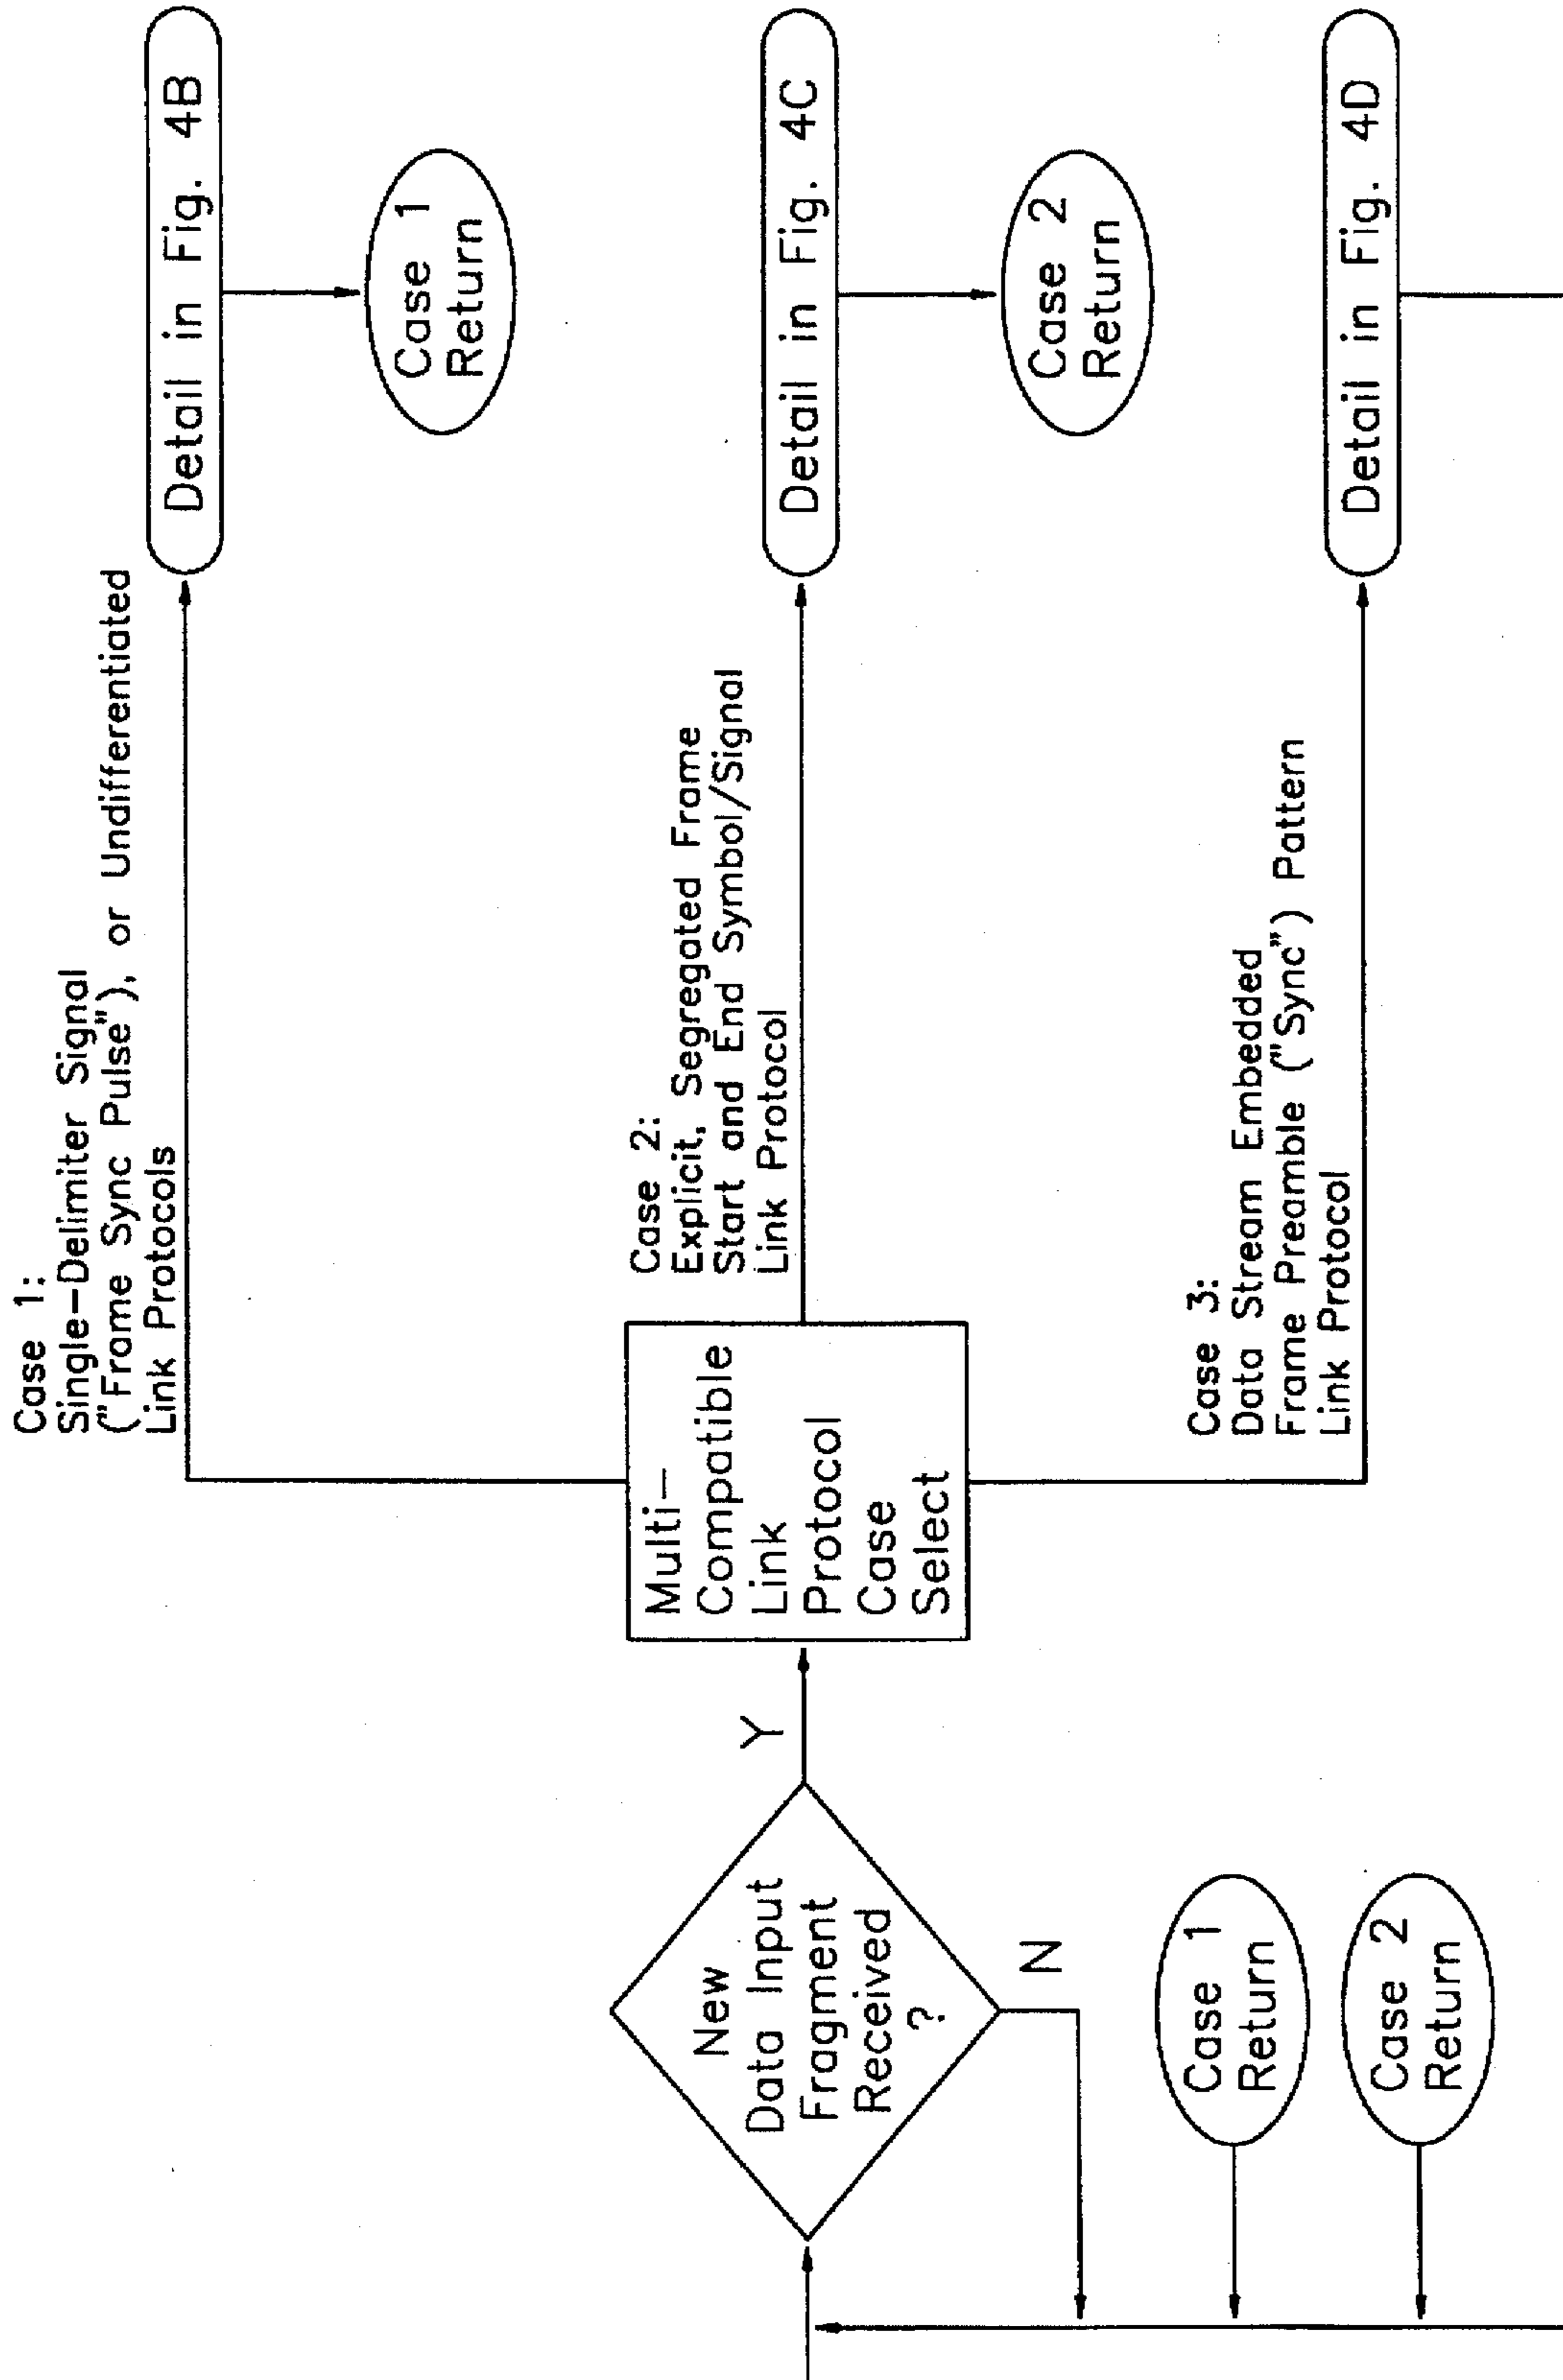 Case 1:
Single-Delimiter Signal
("Frame Sync Pulse"), or Undifferentiated
Link Protocols
Detail in Fig. 4B
Case 1
Return
New
Data Input
Fragment
Received
?
Y
N
Multi-
Compatible
Link
Protocol
Case
Select
Case 2:
Explicit, Segregated Frame
Start and End Symbol/Signal
Link Protocol
Detail in Fig. 4C
Case 2
Return
Case 1
Return
Case 2
Return
Case 3:
Data Stream Embedded
Frame Preamble ("Sync") Pattern
Link Protocol
Detail in Fig. 4D